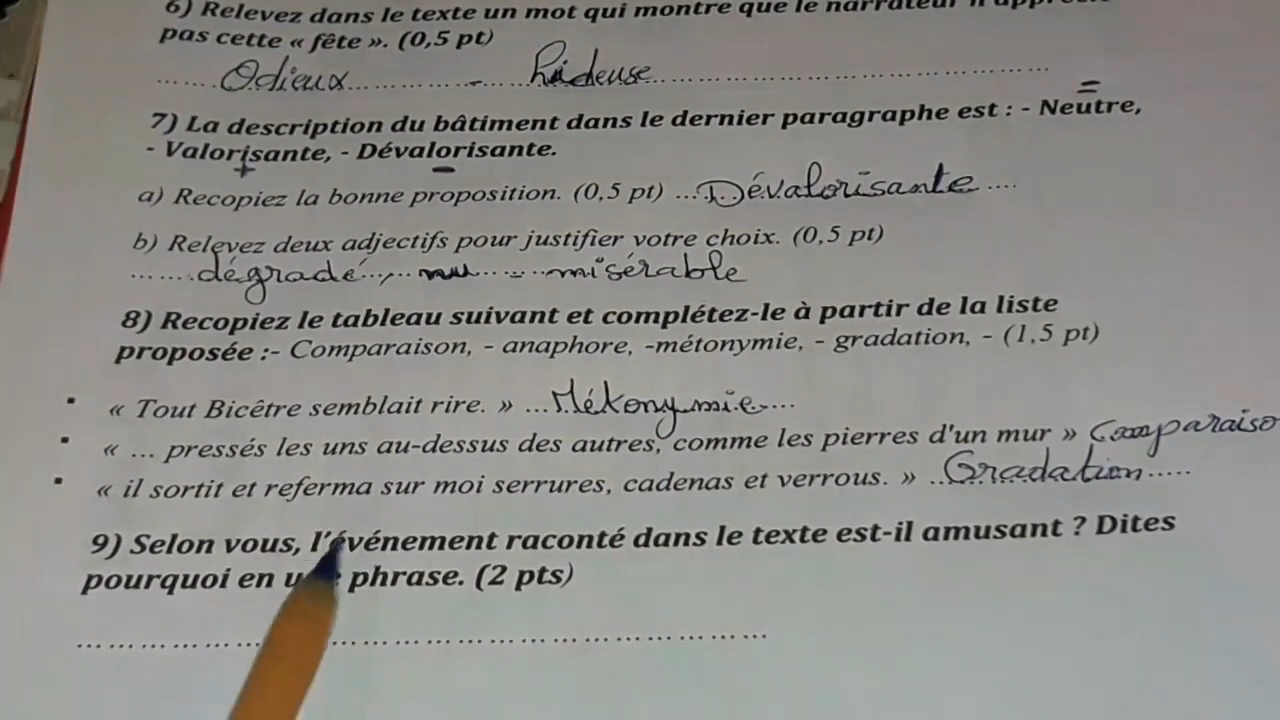 6) Relevez dans le texte un mot qui montre que le narrateur
pas cette « fête ». (0,5 pt)
...... Odieux ......... - ... hideuse .........
7) La description du bâtiment dans le dernier paragraphe est : - Neutre, =
- Valorisante, - Dévalorisante.
+ -
a) Recopiez la bonne proposition. (0,5 pt) ... Dévalorisante ....
b) Relevez deux adjectifs pour justifier votre choix. (0,5 pt)
....... dégradé ..., nu ..... - .... misérable
8) Recopiez le tableau suivant et complétez-le à partir de la liste
proposée :- Comparaison, - anaphore, -métonymie, - gradation, - (1,5 pt)
· « Tout Bicêtre semblait rire. » ...Métonymie....
· « ... pressés les uns au-dessus des autres, comme les pierres d'un mur » Comparaiso
· « il sortit et referma sur moi serrures, cadenas et verrous. » ..Gradation.....
9) Selon vous, l'événement raconté dans le texte est-il amusant ? Dites
pourquoi en phrase. (2 pts)